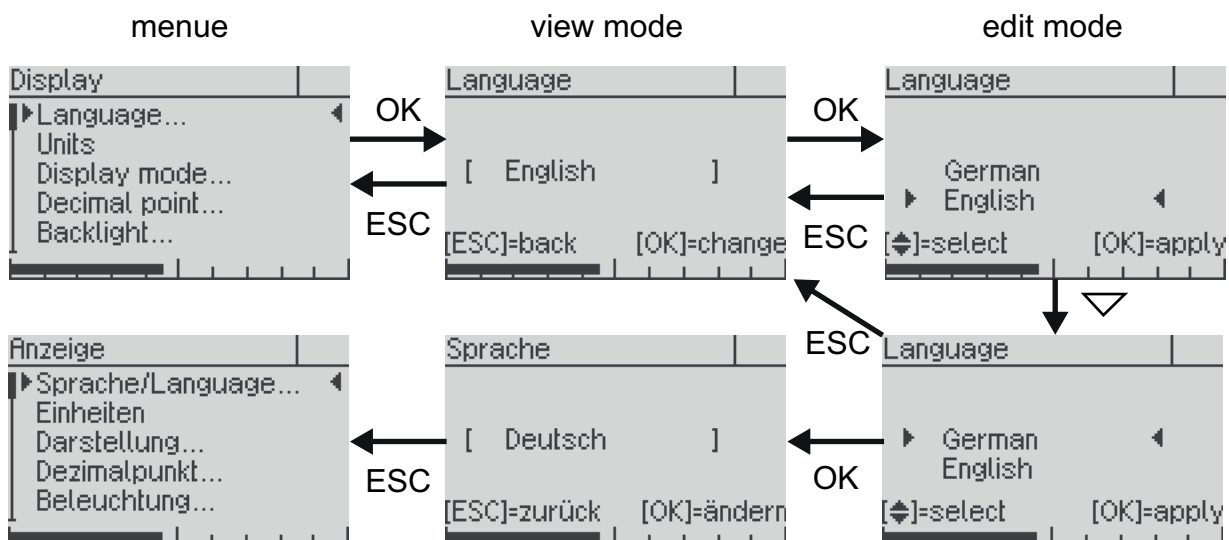 menue
view mode
edit mode
Display
Language...
Units
Display mode...
Decimal point...
Backlight...
OK
ESC
Language
[ English ]
[ESC]=back [OK]=change
OK
ESC
Language
German
English
[]=select [OK]=apply
ESC
Anzeige
Sprache/Language...
Einheiten
Darstellung...
Dezimalpunkt...
Beleuchtung...
ESC
Sprache
[ Deutsch ]
[ESC]=zurück [OK]=ändern
OK
Language
German
English
[]=select [OK]=apply